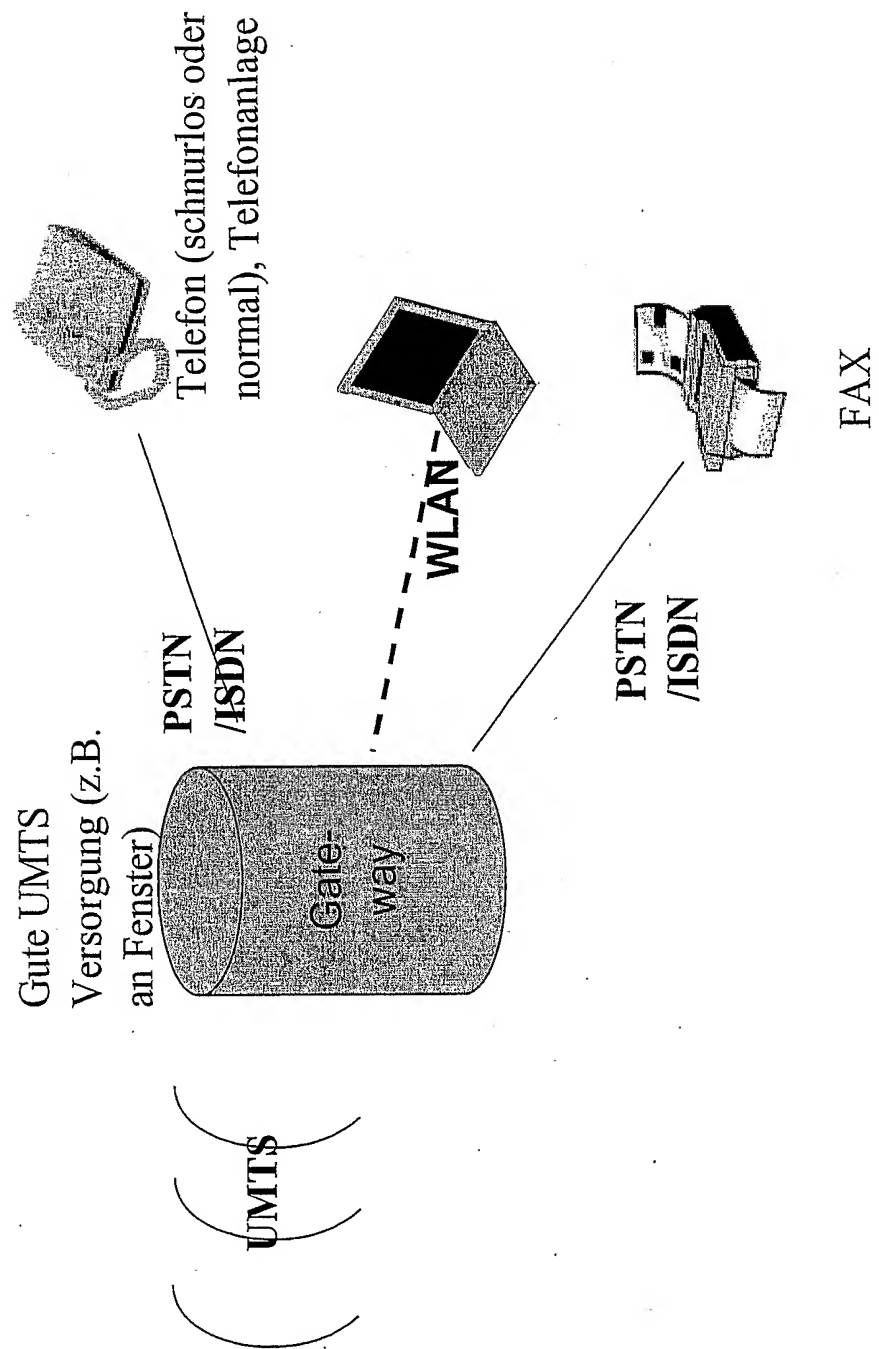 Gute UMTS
Versorgung (z.B.
an Fenster)
UMTS
Gate-
way
PSTN
/ISDN
Telefon (schnurlos oder
normal), Telefonanlage
WLAN
PSTN
/ISDN
FAX